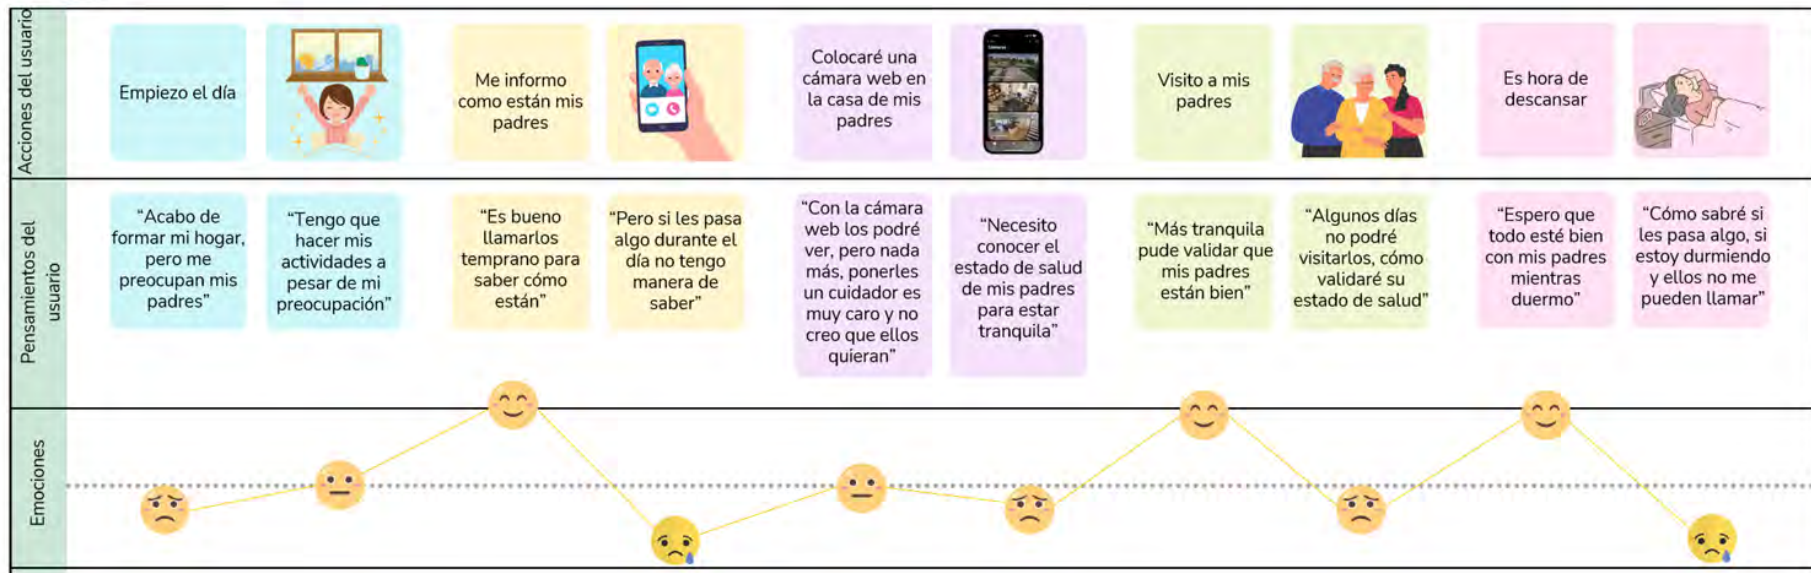 Acciones del usuario
Empiezo el día
Me informo
como están mis
padres
Colocaré una
cámara web en
la casa de mis
padres
Visito a mis
padres
Es hora de
descansar
Pensamientos del
usuario
“Acabo de
formar mi hogar,
pero me
preocupan mis
padres”
“Tengo que
hacer mis
actividades a
pesar de mi
preocupación”
“Es bueno
llamarlos
temprano para
saber cómo
están”
“Pero si les pasa
algo durante el
día no tengo
manera de
saber”
“Con la cámara
web los podré
ver, pero nada
más, ponerles
un cuidador es
muy caro y no
creo que ellos
quieran”
“Necesito
conocer el
estado de salud
de mis padres
para estar
tranquila”
“Más tranquila
pude validar que
mis padres
están bien”
“Algunos días
no podré
visitarlos, cómo
validaré su
estado de salud”
“Espero que
todo esté bien
con mis padres
mientras
duermo”
“Cómo sabré si
les pasa algo, si
estoy durmiendo
y ellos no me
pueden llamar”
Emociones